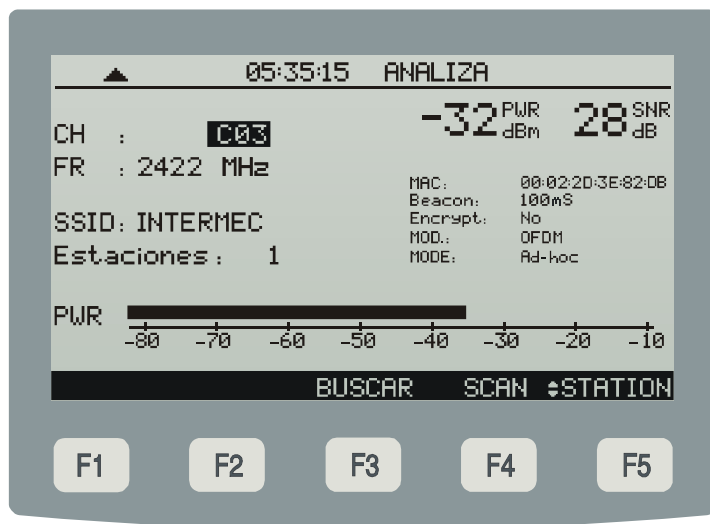 05:35:15 ANALIZA
-32 PWR dBm 28 SNR dB
CH : C03
FR : 2422 MHz
MAC: 00:02:2D:3E:82:DB
Beacon: 100mS
Encrypt: No
MOD.: OFDM
MODE: Ad-hoc
SSID: INTERMEC
Estaciones: 1
PWR
-80 -70 -60 -50 -40 -30 -20 -10
BUSCAR SCAN STATION
F1 F2 F3 F4 F5